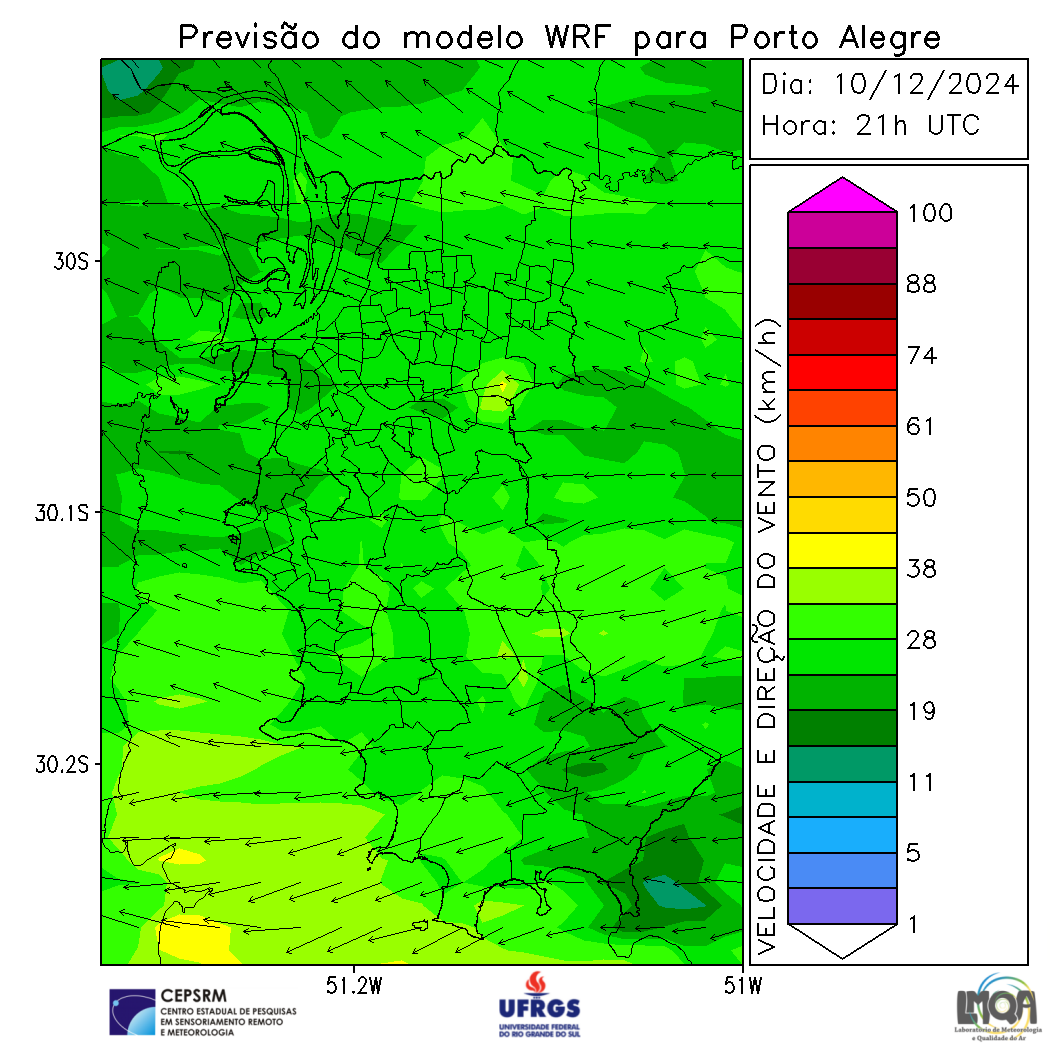 Previsão do modelo WRF para Porto Alegre
Dia: 10/12/2024
Hora: 21h UTC
30S
30.1S
30.2S
51.2W
51W
VELOCIDADE E DIREÇÃO DO VENTO (km/h)
100
88
74
61
50
38
28
19
11
5
1
CEPSRM
CENTRO ESTADUAL DE PESQUISAS
EM SENSORIAMENTO REMOTO
E METEOROLOGIA
UFRGS
UNIVERSIDADE FEDERAL
DO RIO GRANDE DO SUL
LMQA
Laboratório de Meteorologia
e Qualidade do Ar